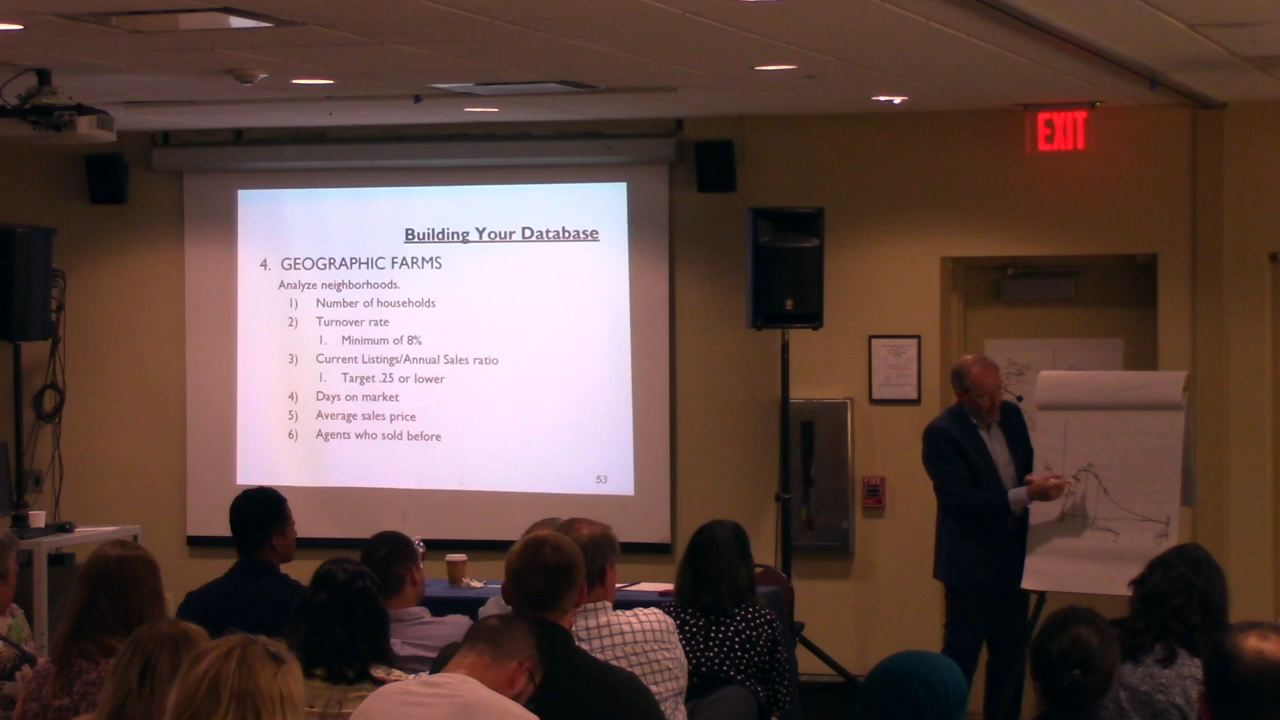 EXIT
Building Your Database
4. GEOGRAPHIC FARMS
Analyze neighborhoods.
1) Number of households
2) Turnover rate
1. Minimum of 8%
3) Current Listings/Annual Sales ratio
1. Target .25 or lower
4) Days on market
5) Average sales price
6) Agents who sold before
53
FIRE